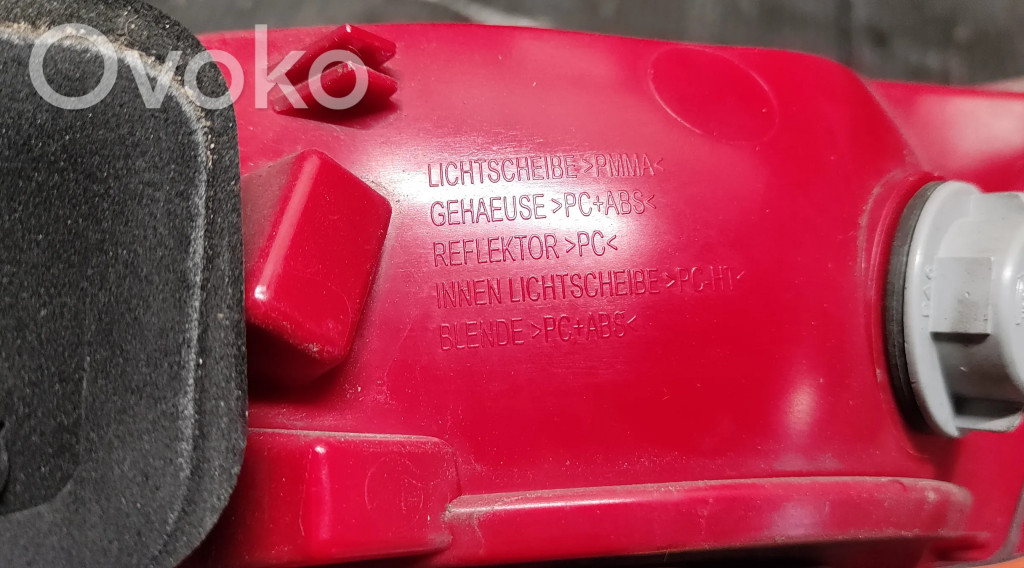 Ovoko
LICHTSCHEIBE >PMMA<
GEHAEUSE >PC+ABS<
REFLEKTOR >PC<
INNEN LICHTSCHEIBE >PC-HT<
BLENDE >PC+ABS<